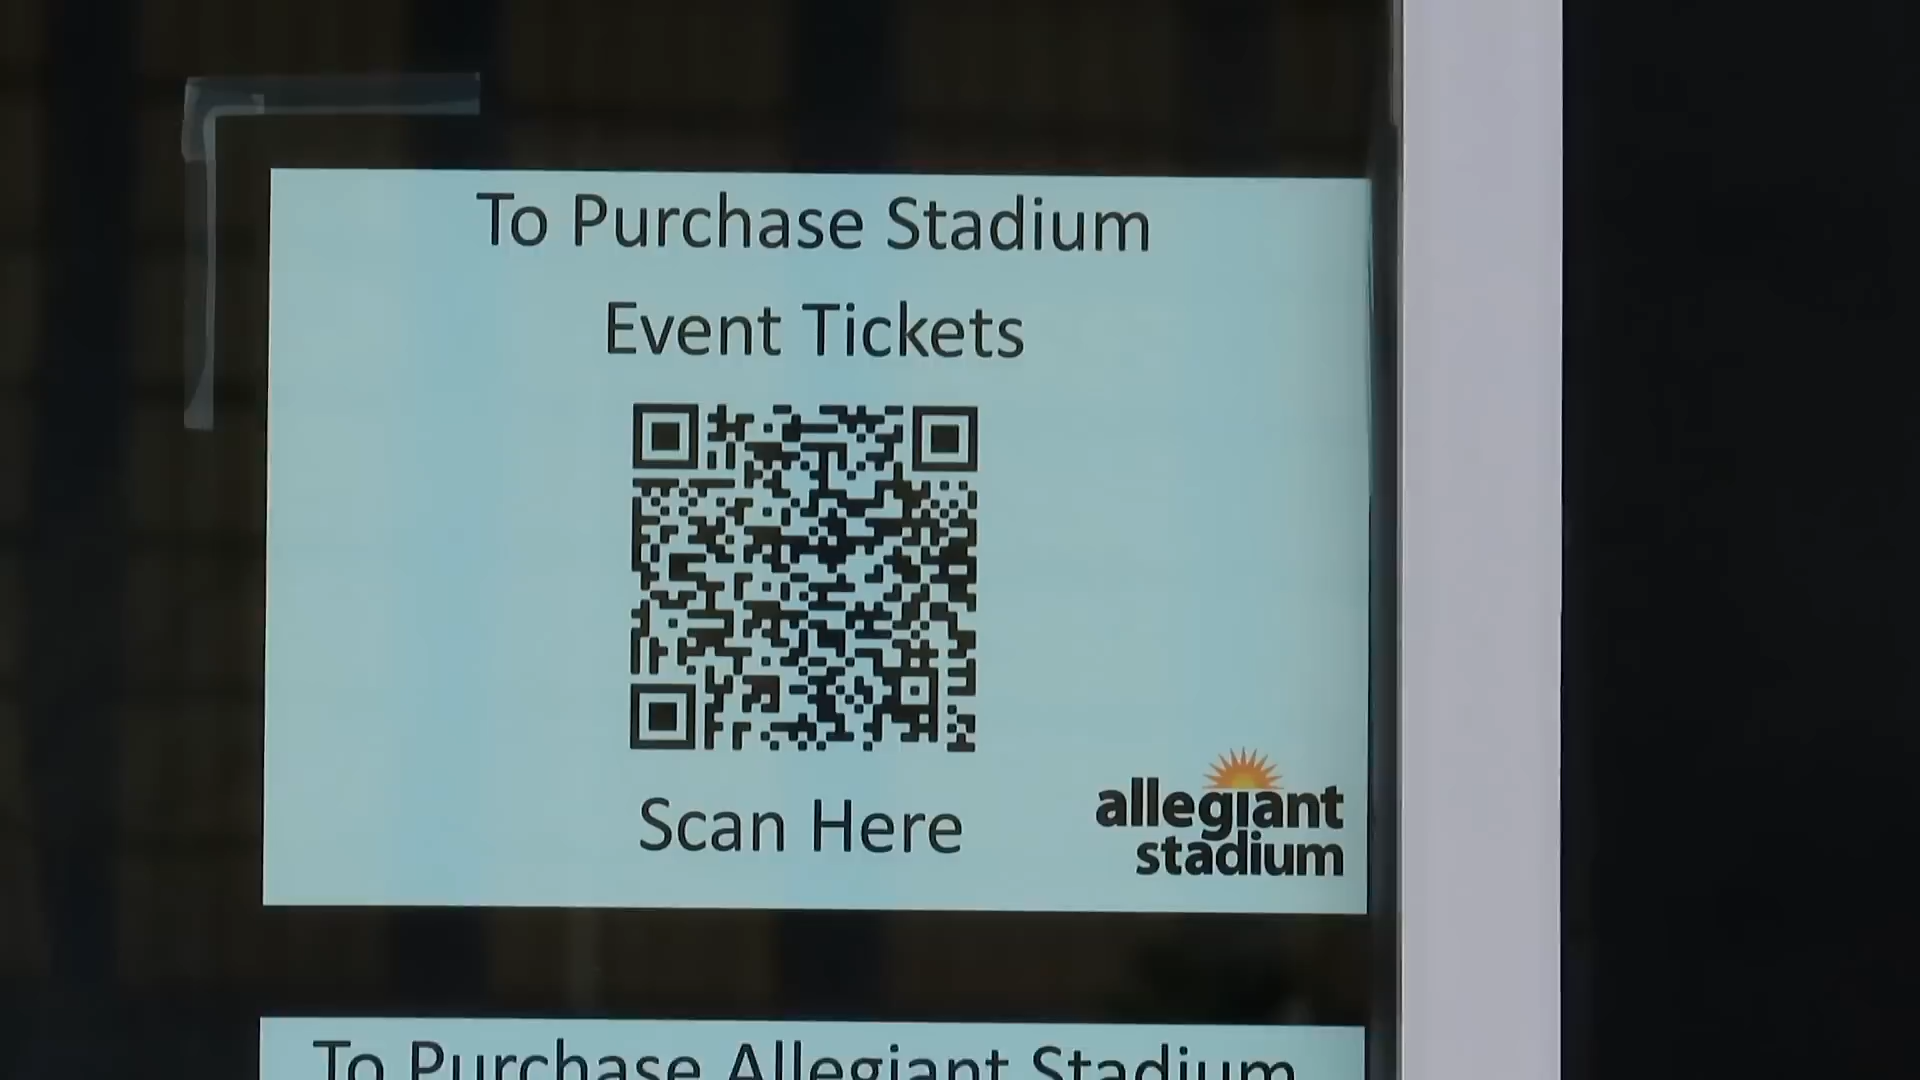 To Purchase Stadium
Event Tickets
Scan Here
allegiant
stadium
To Purchase Allegiant Stadium